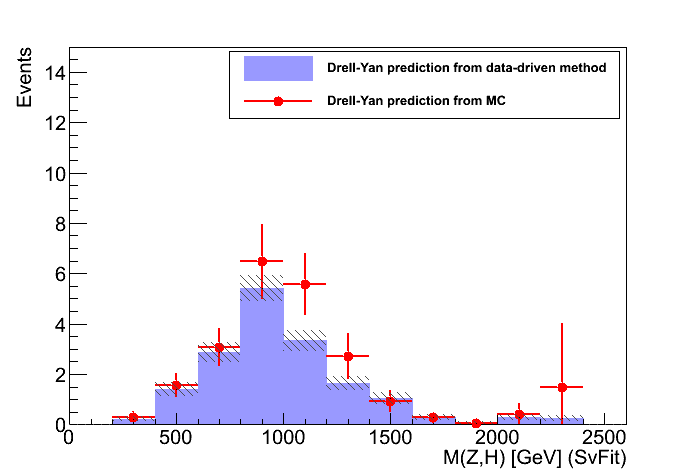 Events
Drell-Yan prediction from data-driven method
Drell-Yan prediction from MC
14
12
10
8
6
4
2
0
0 500 1000 1500 2000 2500
M(Z,H) [GeV] (SvFit)